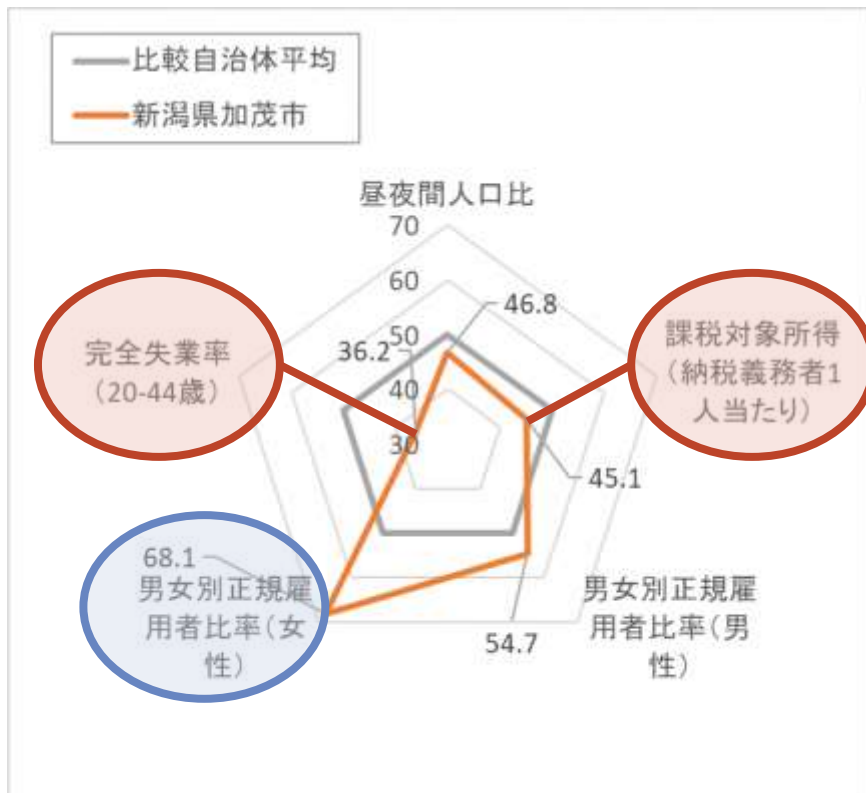 比較自治体平均
新潟県加茂市
昼夜間人口比
70
60
50
40
30
46.8
36.2
完全失業率
（20-44歳）
課税対象所得
（納税義務者1
人当たり）
45.1
68.1
男女別正規雇
用者比率（女
性）
男女別正規雇
用者比率（男
性）
54.7